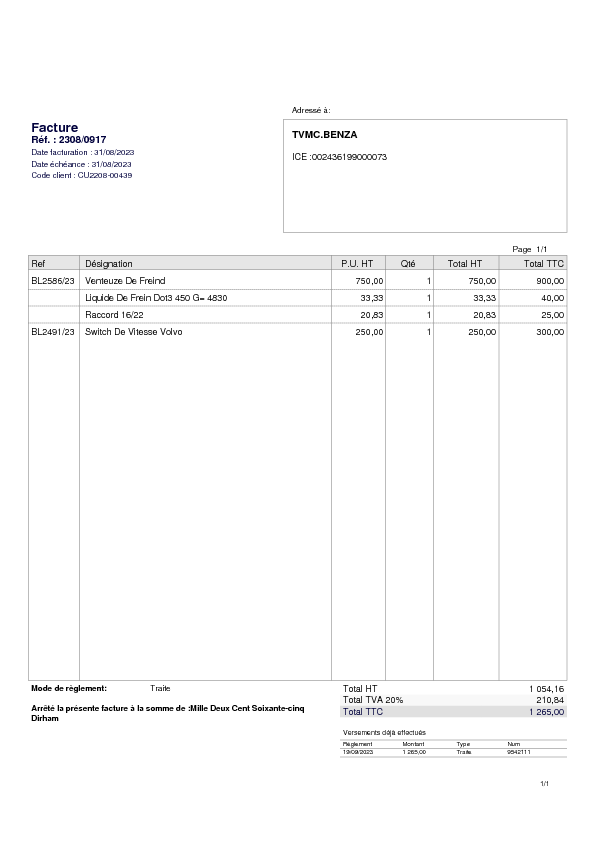 Adressé à:
Facture
Réf. : 2308/0917
Date facturation : 31/08/2023
Date échéance : 31/08/2023
Code client : CU2208-00439
TVMC.BENZA
ICE :002436199000073
Page 1/1
Ref Désignation P.U. HT Qté Total HT Total TTC
BL2586/23 Venteuze De Freind 750,00 1 750,00 900,00
Liquide De Frein Dot3 450 G= 4830 33,33 1 33,33 40,00
Raccord 16/22 20,83 1 20,83 25,00
BL2491/23 Switch De Vitesse Volvo 250,00 1 250,00 300,00
Mode de règlement: Traite
Arrêté la présente facture à la somme de :Mille Deux Cent Soixante-cinq
Dirham
Total HT 1 054,16
Total TVA 20% 210,84
Total TTC 1 265,00
Versements déjà effectués
Règlement Montant Type Num
19/09/2023 1 265,00 Traite 9542111
1/1